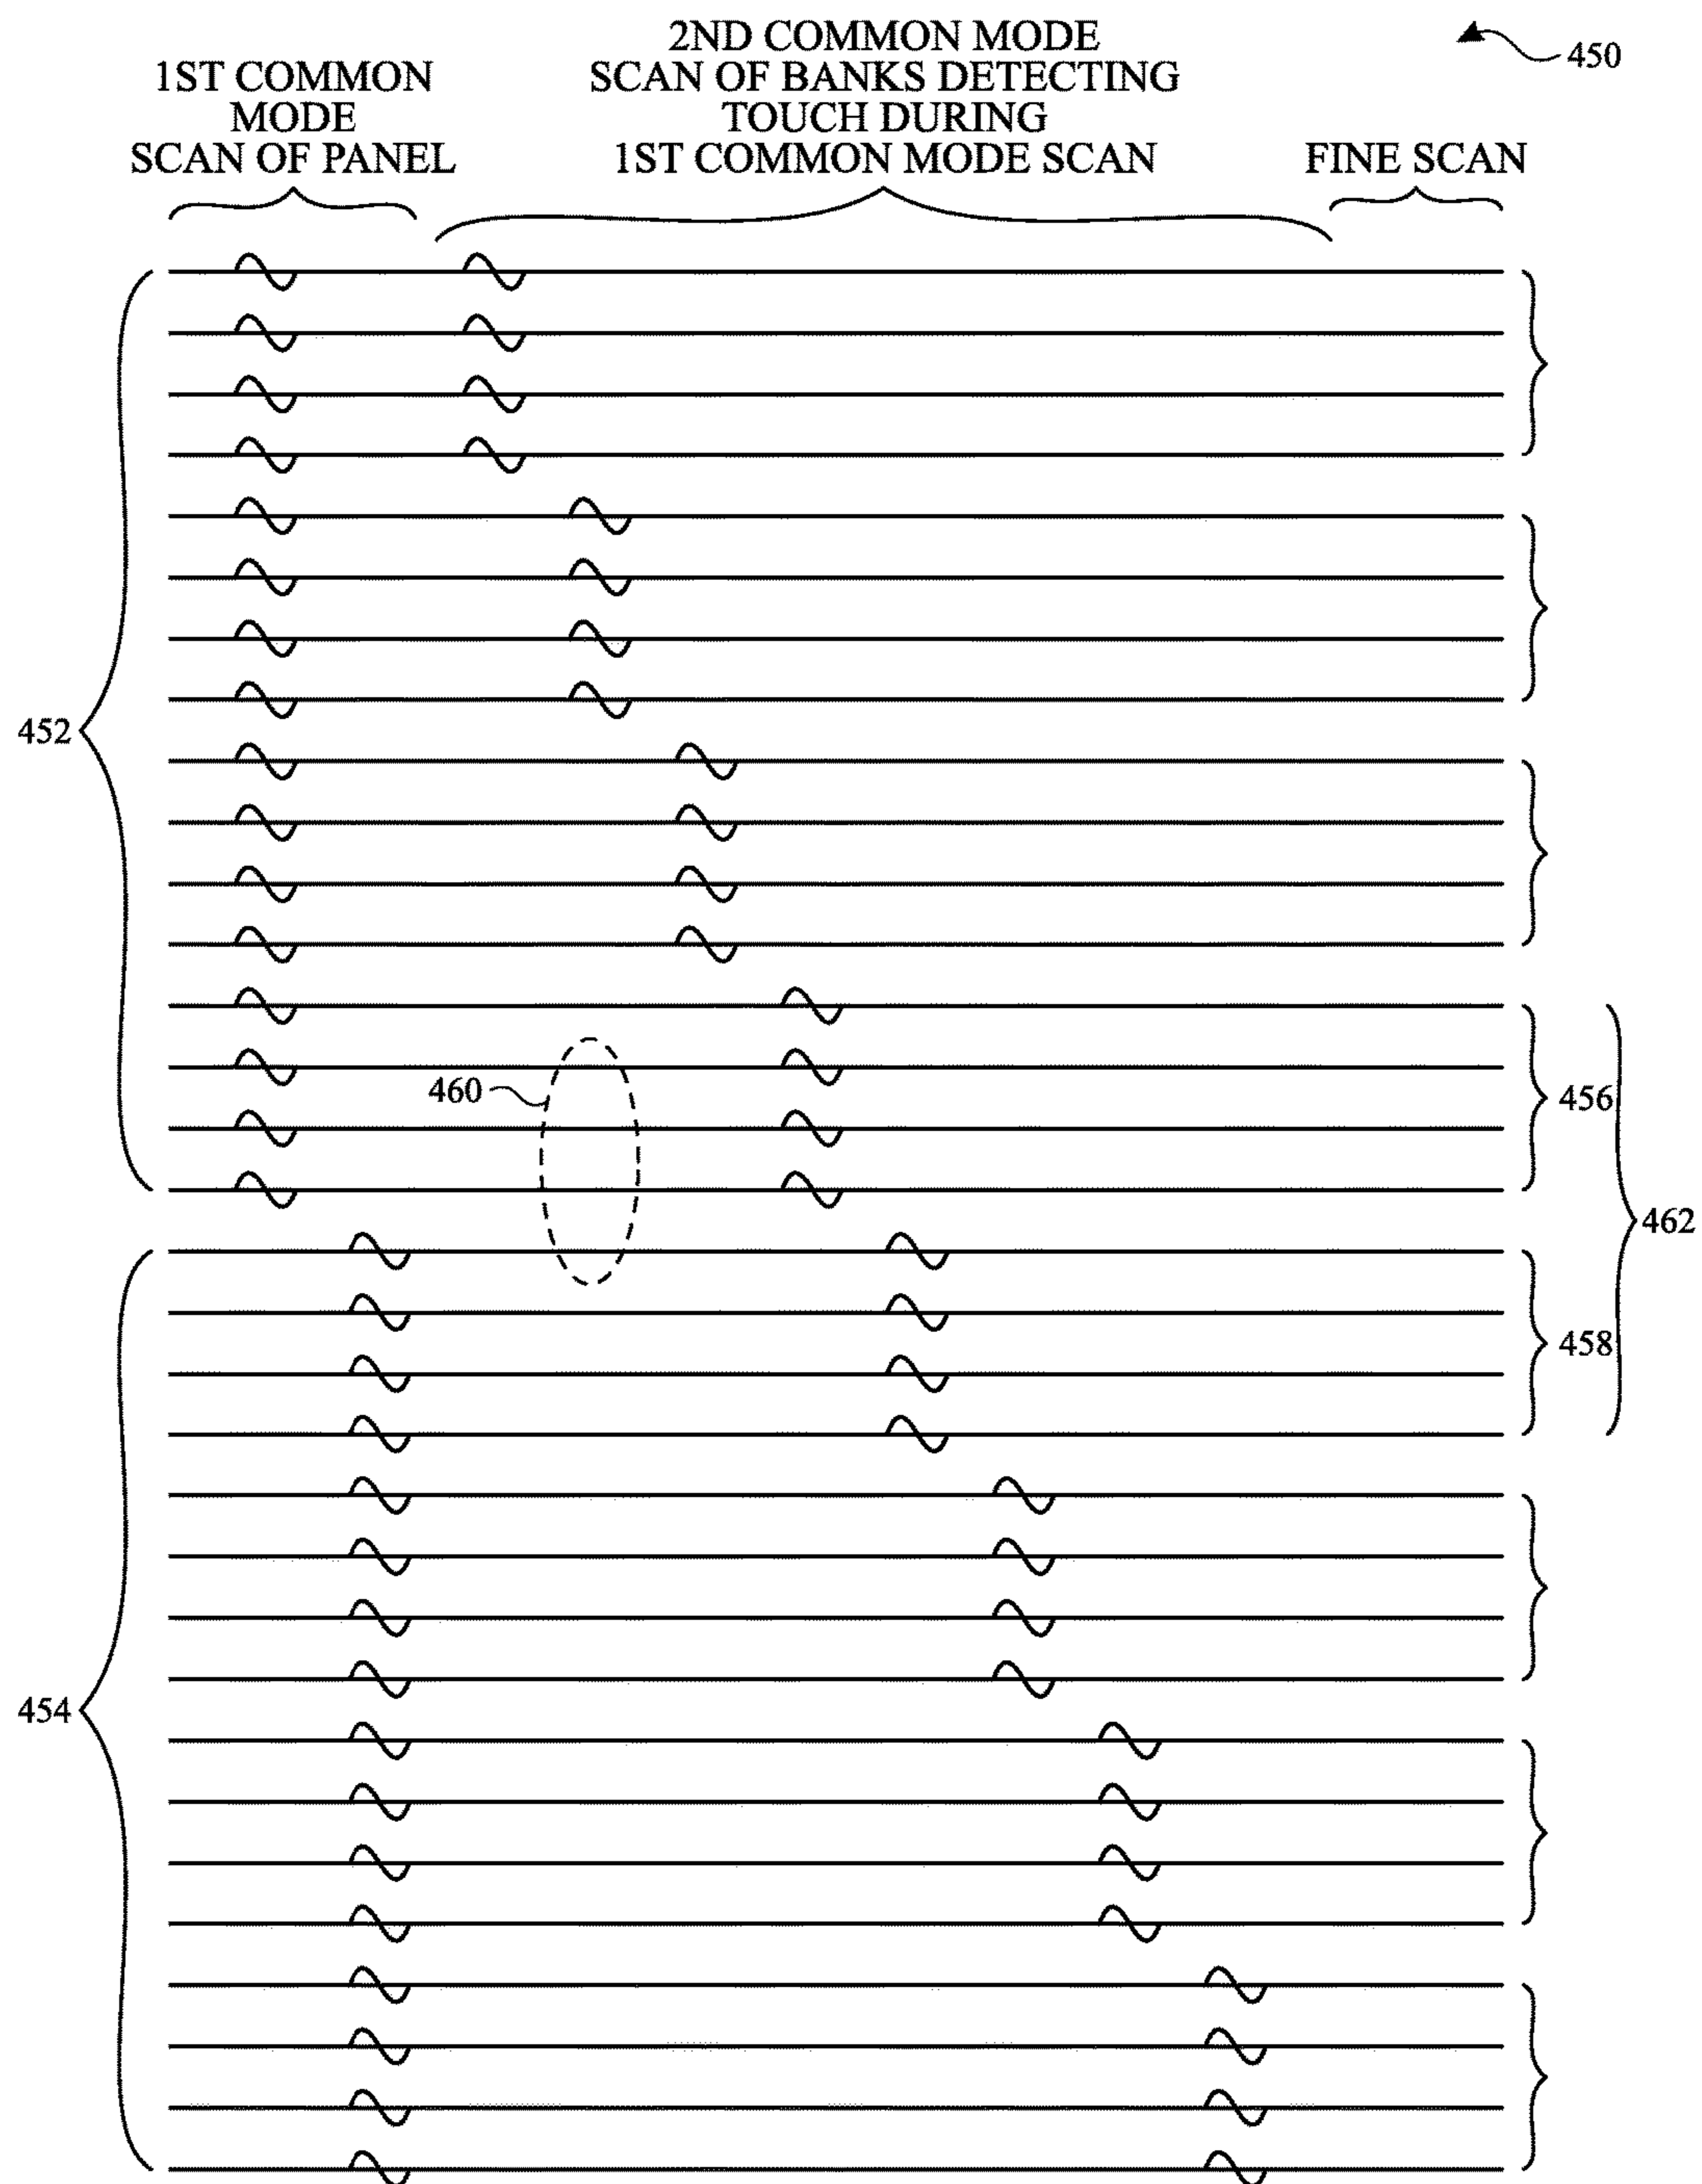 450
1ST COMMON
MODE
SCAN OF PANEL
2ND COMMON MODE
SCAN OF BANKS DETECTING
TOUCH DURING
1ST COMMON MODE SCAN
FINE SCAN
452
460
456
462
458
454